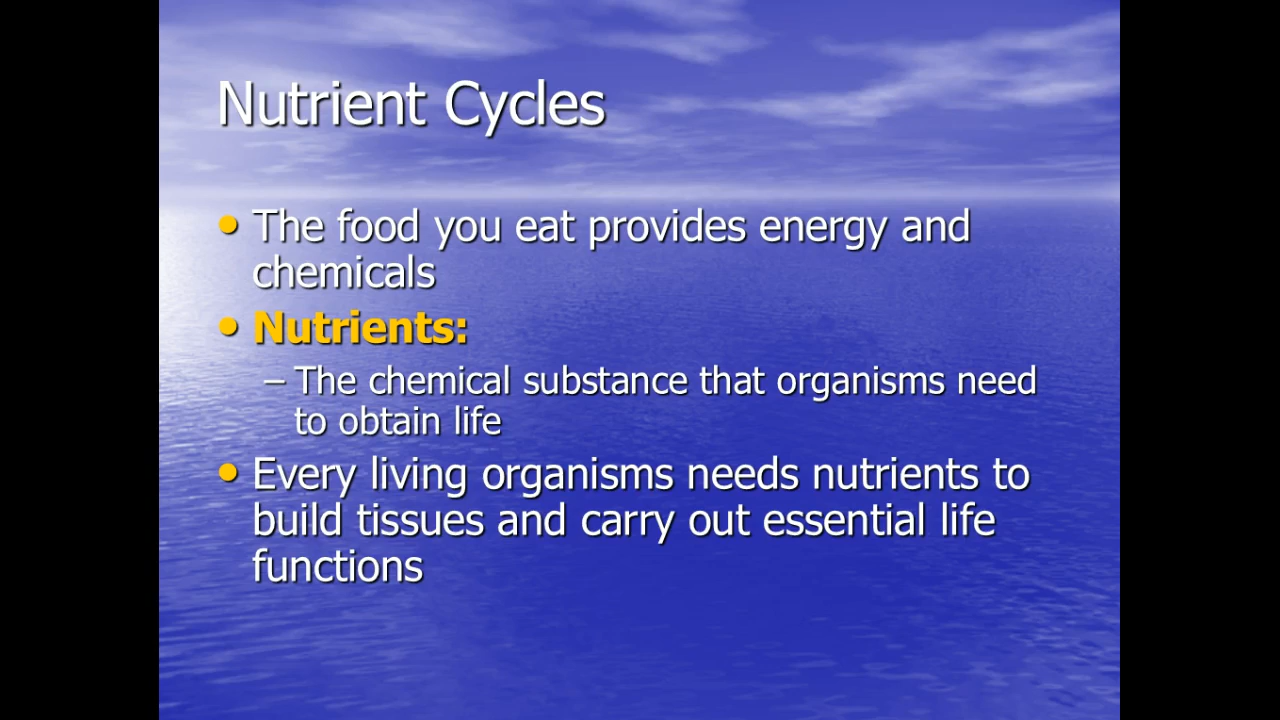 Nutrient Cycles
• The food you eat provides energy and
chemicals
• Nutrients:
– The chemical substance that organisms need
to obtain life
• Every living organisms needs nutrients to
build tissues and carry out essential life
functions